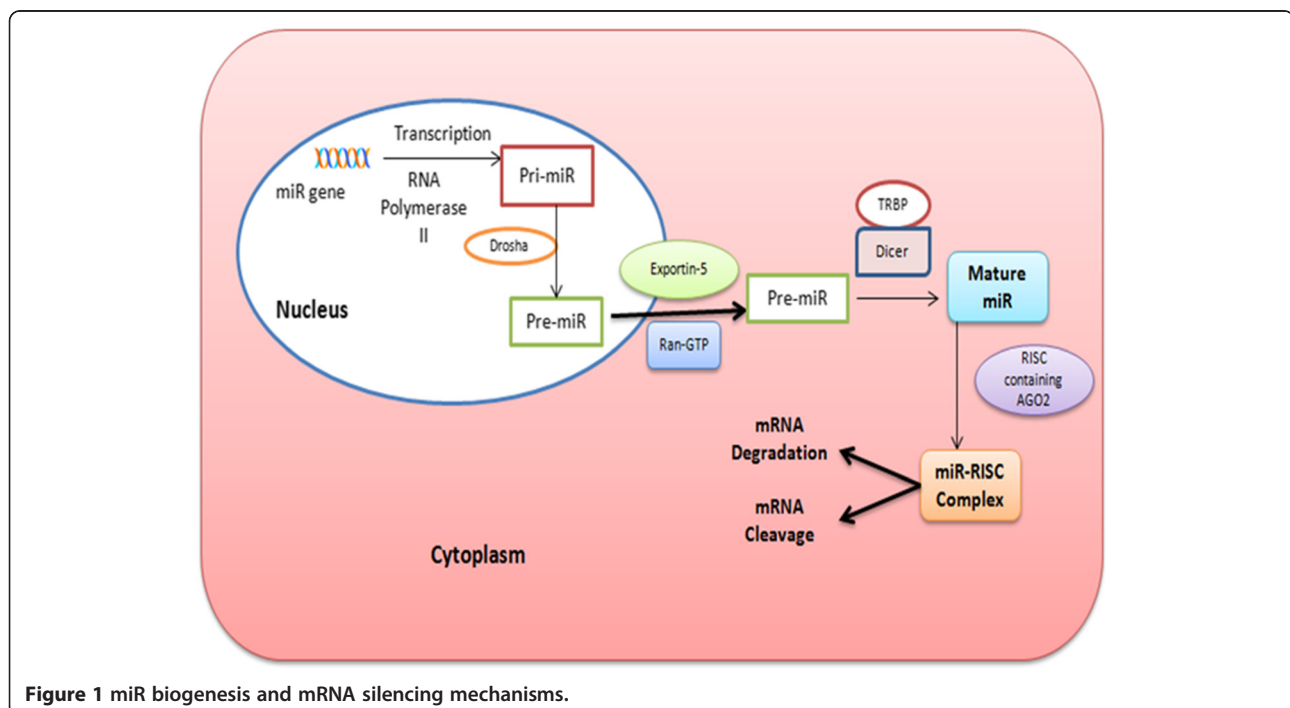 Transcription
miR gene
RNA
Polymerase
II
Pri-miR
Drosha
Nucleus
Pre-miR
Exportin-5
Ran-GTP
Pre-miR
TRBP
Dicer
Mature
miR
RISC
containing
AGO2
miR-RISC
Complex
mRNA
Degradation
mRNA
Cleavage
Cytoplasm
Figure 1 miR biogenesis and mRNA silencing mechanisms.